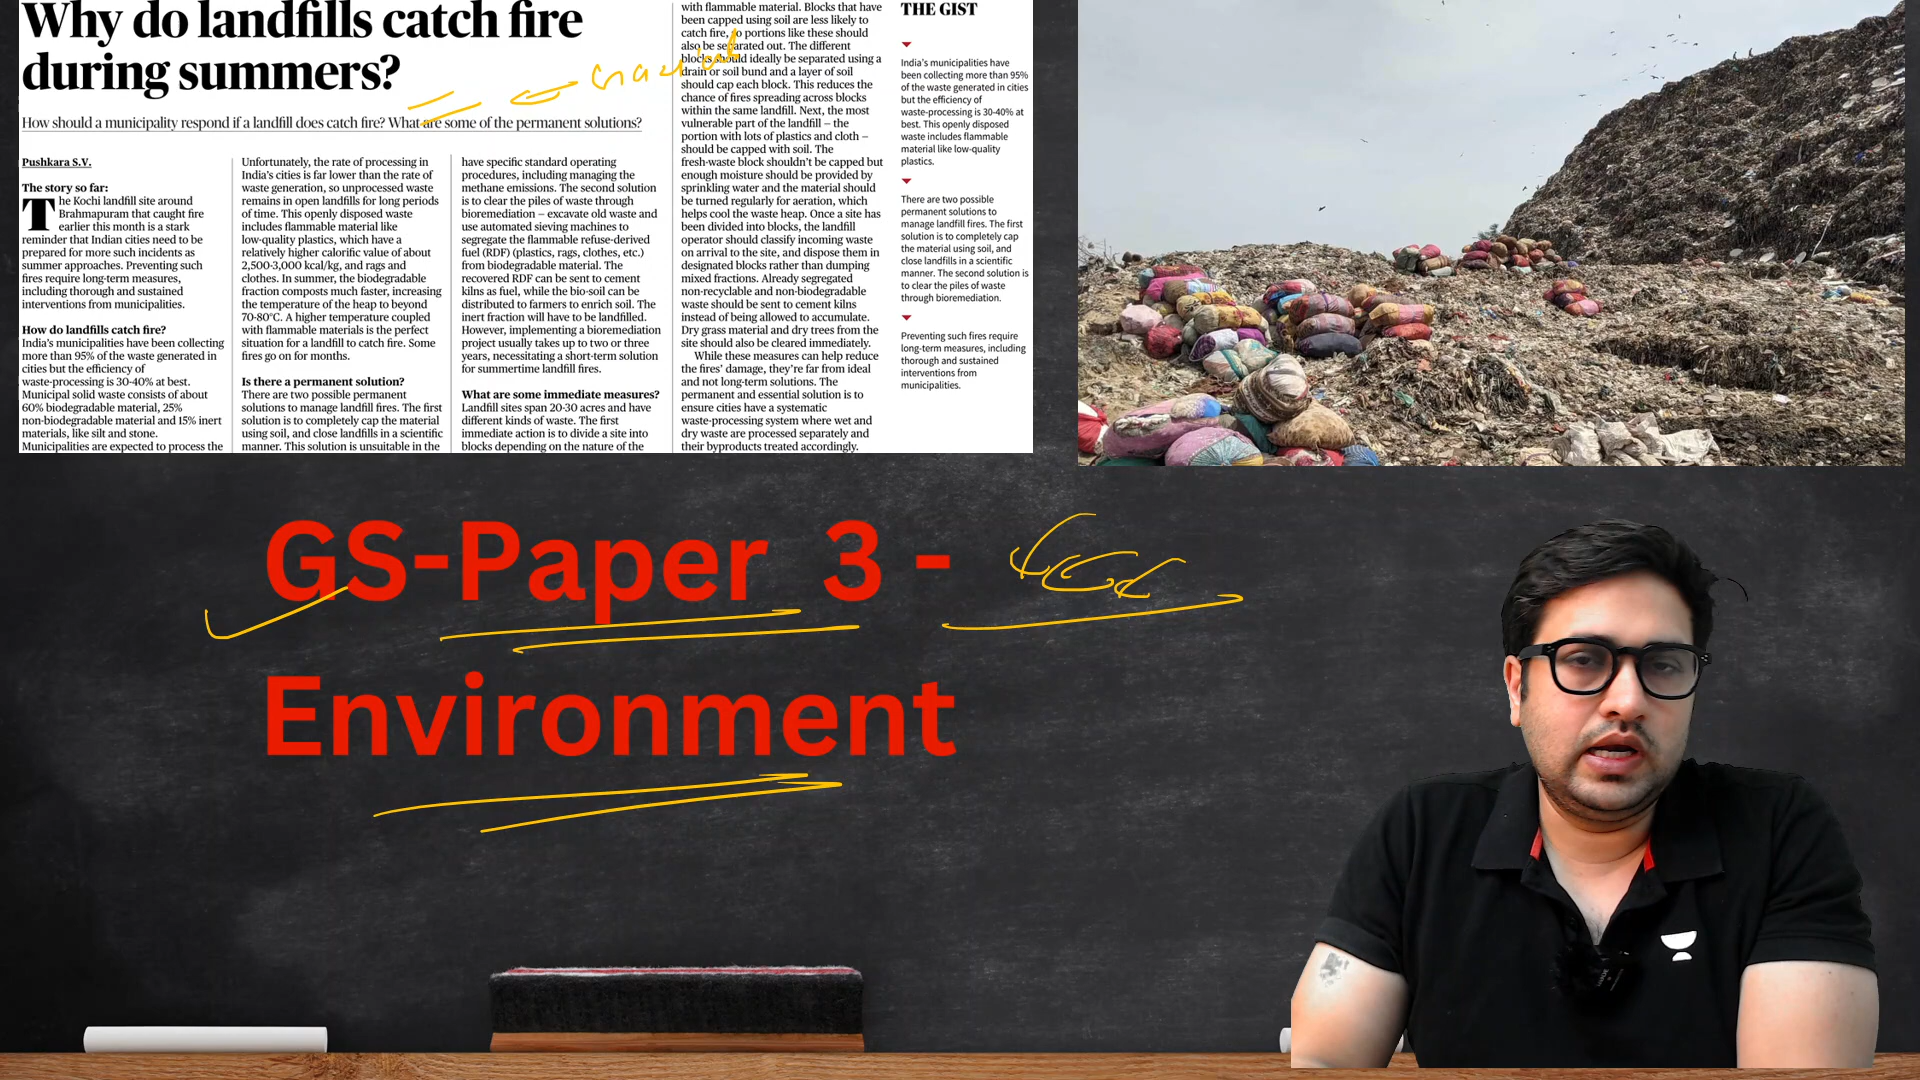 Why do landfills catch fire
during summers?
How should a municipality respond if a landfill does catch fire? What are some of the permanent solutions?
Pushkara S.V.
The story so far:
The Kochi landfill site around
Brahmapuram that caught fire
earlier this month is a stark
reminder that Indian cities need to be
prepared for more such incidents as
summer approaches. Preventing such
fires require long-term measures,
including thorough and sustained
interventions from municipalities.
How do landfills catch fire?
India's municipalities have been collecting
more than 95% of the waste generated in
cities but the efficiency of
waste-processing is 30-40% at best.
Municipal solid waste consists of about
60% biodegradable material, 25%
non-biodegradable material and 15% inert
materials, like silt and stone.
Municipalities are expected to process the
Unfortunately, the rate of processing in
India's cities is far lower than the rate of
waste generation, so unprocessed waste
remains in open landfills for long periods
of time. This openly disposed waste
includes flammable material like
low-quality plastics, which have a
relatively higher calorific value of about
2,500-3,000 kcal/kg, and rags and
clothes. In summer, the biodegradable
fraction composts much faster, increasing
the temperature of the heap to beyond
70-80°C. A higher temperature coupled
with flammable materials is the perfect
situation for a landfill to catch fire. Some
fires go on for months.
Is there a permanent solution?
There are two possible permanent
solutions to manage landfill fires. The first
solution is to completely cap the material
using soil, and close landfills in a scientific
manner. This solution is unsuitable in the
have specific standard operating
procedures, including managing the
methane emissions. The second solution
is to clear the piles of waste through
bioremediation – excavate old waste and
use automated sieving machines to
segregate the flammable refuse-derived
fuel (RDF) (plastics, rags, clothes, etc.)
from biodegradable material. The
recovered RDF can be sent to cement
kilns as fuel, while the bio-soil can be
distributed to farmers to enrich soil. The
inert fraction will have to be landfilled.
However, implementing a bioremediation
project usually takes up to two or three
years, necessitating a short-term solution
for summertime landfill fires.
What are some immediate measures?
Landfill sites span 20-30 acres and have
different kinds of waste. The first
immediate action is to divide a site into
blocks depending on the nature of the
with flammable material. Blocks that have
been capped using soil are less likely to
catch fire, so portions like these should
also be separated out. The different
blocks should ideally be separated using a
drain or soil bund and a layer of soil
should cap each block. This reduces the
chance of fires spreading across blocks
within the same landfill. Next, the most
vulnerable part of the landfill – the
portion with lots of plastics and cloth –
should be capped with soil. The
fresh-waste block shouldn't be capped but
enough moisture should be provided by
sprinkling water and the material should
be turned regularly for aeration, which
helps cool the waste heap. Once a site has
been divided into blocks, the landfill
operator should classify incoming waste
on arrival to the site, and dispose them in
designated blocks rather than dumping
mixed fractions. Already segregated
non-recyclable and non-biodegradable
waste should be sent to cement kilns
instead of being allowed to accumulate.
Dry grass material and dry trees from the
site should also be cleared immediately.
While these measures can help reduce
the fires' damage, they're far from ideal
and not long-term solutions. The
permanent and essential solution is to
ensure cities have a systematic
waste-processing system where wet and
dry waste are processed separately and
their byproducts treated accordingly.
THE GIST
India's municipalities have
been collecting more than 95%
of the waste generated in cities
but the efficiency of
waste-processing is 30-40% at
best. This openly disposed
waste includes flammable
material like low-quality
plastics.
There are two possible
permanent solutions to
manage landfill fires. The first
solution is to completely cap
the material using soil, and
close landfills in a scientific
manner. The second solution is
to clear the piles of waste
through bioremediation.
Preventing such fires require
long-term measures, including
thorough and sustained
interventions from
municipalities.
GS-Paper 3 -
Environment